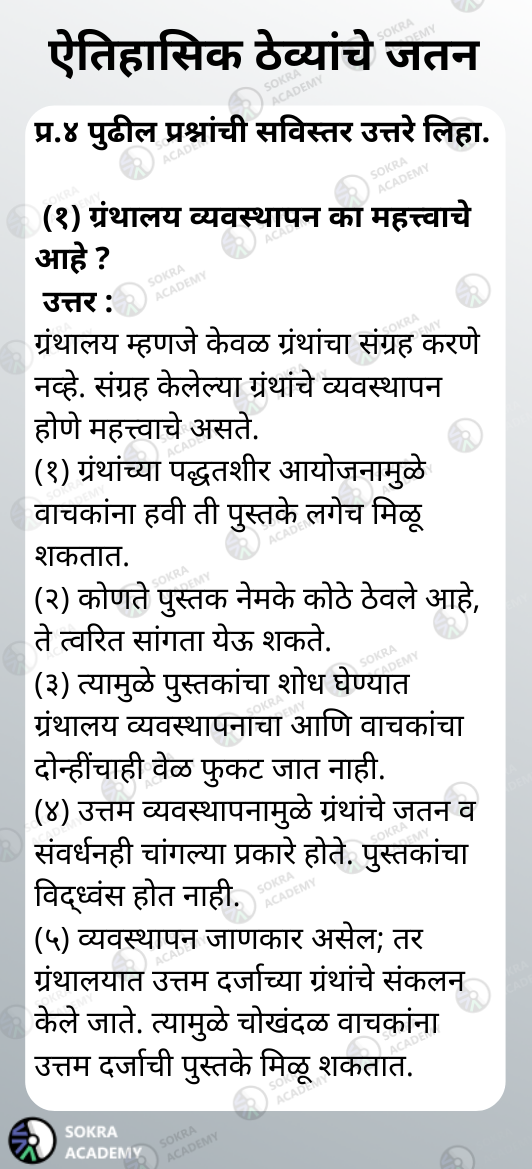 ऐतिहासिक ठेव्यांचे जतन
प्र.४ पुढील प्रश्नांची सविस्तर उत्तरे लिहा.
(१) ग्रंथालय व्यवस्थापन का महत्त्वाचे
आहे ?
उत्तर :
ग्रंथालय म्हणजे केवळ ग्रंथांचा संग्रह करणे
नव्हे. संग्रह केलेल्या ग्रंथांचे व्यवस्थापन
होणे महत्त्वाचे असते.
(१) ग्रंथांच्या पद्धतशीर आयोजनामुळे
वाचकांना हवी ती पुस्तके लगेच मिळू
शकतात.
(२) कोणते पुस्तक नेमके कोठे ठेवले आहे,
ते त्वरित सांगता येऊ शकते.
(३) त्यामुळे पुस्तकांचा शोध घेण्यात
ग्रंथालय व्यवस्थापनाचा आणि वाचकांचा
दोन्हींचाही वेळ फुकट जात नाही.
(४) उत्तम व्यवस्थापनामुळे ग्रंथांचे जतन व
संवर्धनही चांगल्या प्रकारे होते. पुस्तकांचा
विद्ध्वंस होत नाही.
(५) व्यवस्थापन जाणकार असेल; तर
ग्रंथालयात उत्तम दर्जाच्या ग्रंथांचे संकलन
केले जाते. त्यामुळे चोखंदळ वाचकांना
उत्तम दर्जाची पुस्तके मिळू शकतात.
SOKRA
ACADEMY